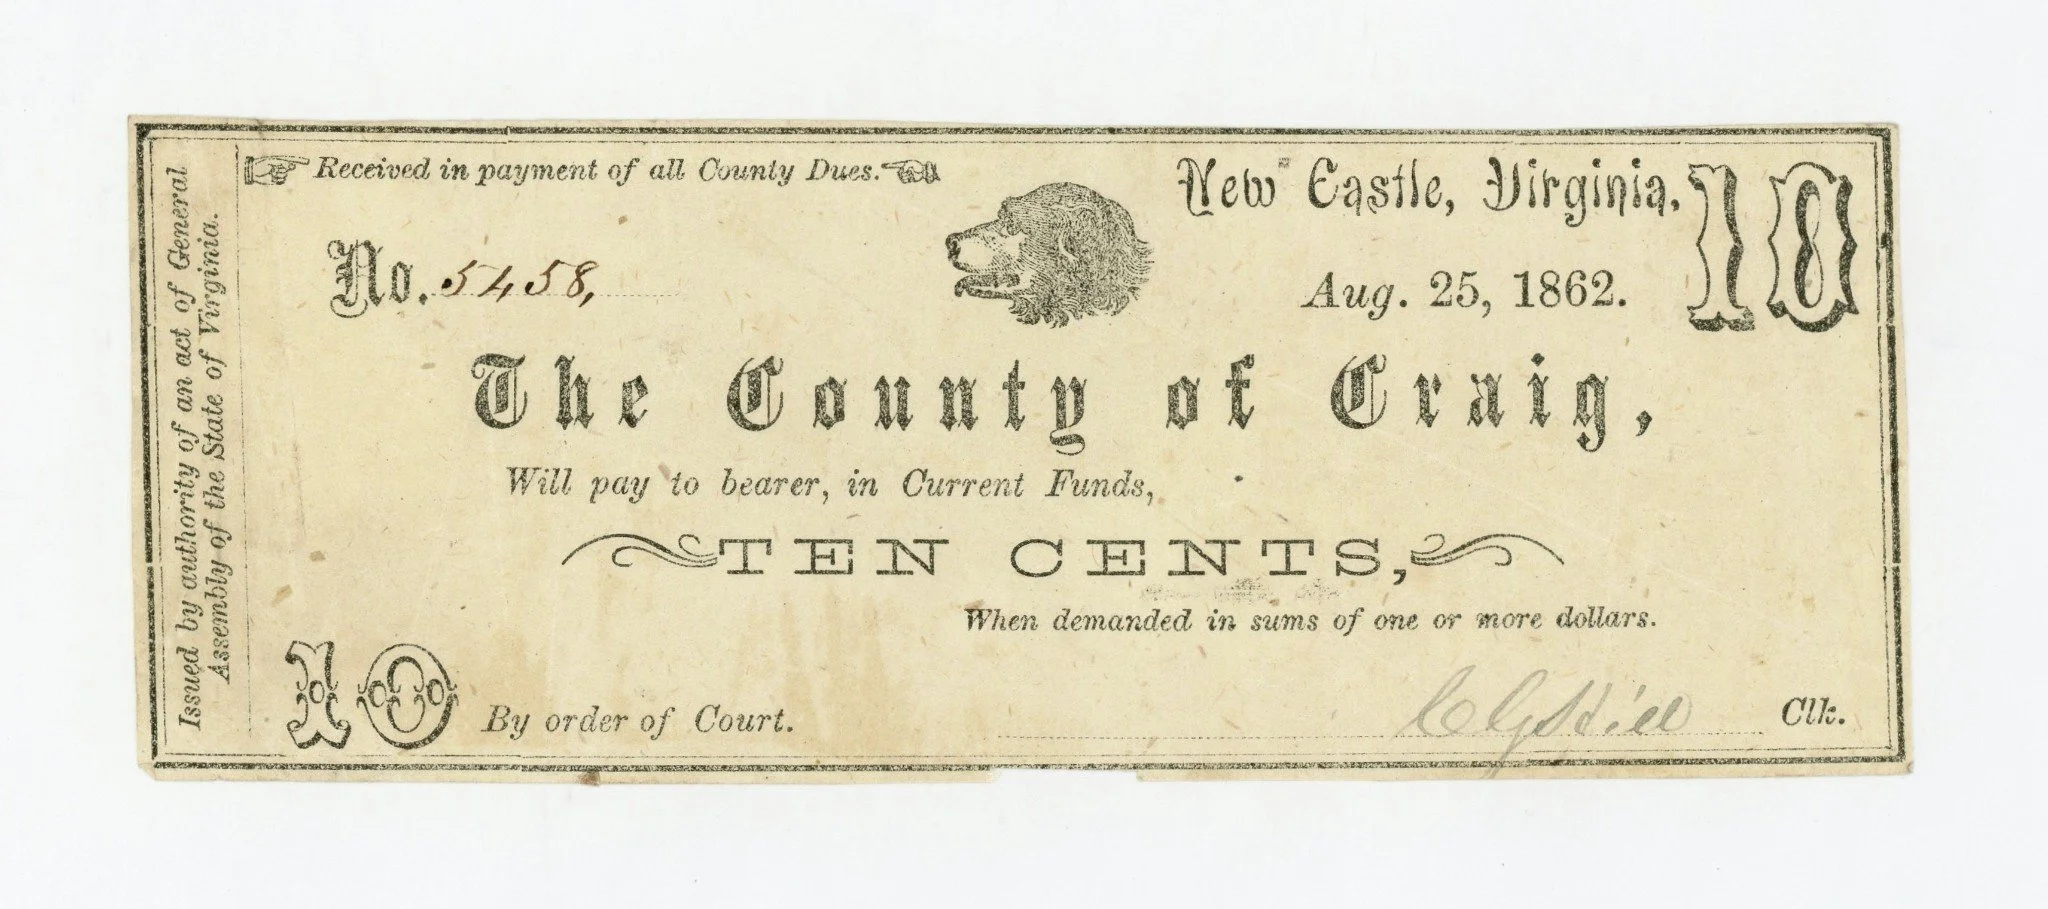 Issued by authority of an act of General
Assembly of the State of Virginia.
Received in payment of all County Dues.
New Castle, Virginia,
10
No. 5458,
Aug. 25, 1862.
The County of Craig,
Will pay to bearer, in Current Funds,
TEN CENTS,
When demanded in sums of one or more dollars.
10
By order of Court.
Clk.